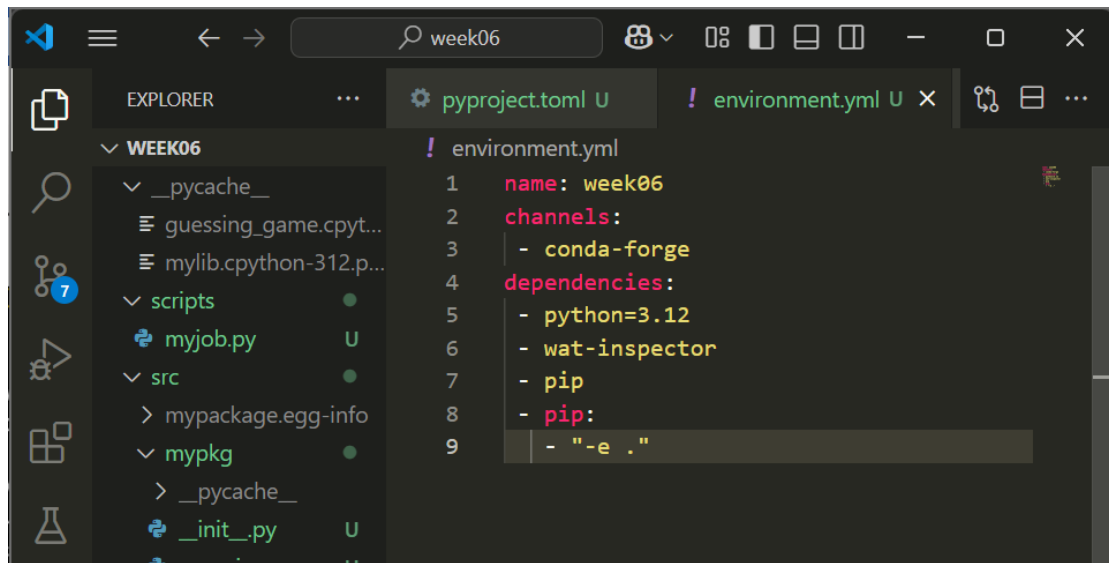 week06
EXPLORER ...
pyproject.toml U
! environment.yml U
WEEK06
__pycache__
guessing_game.cpyt...
mylib.cpython-312.p...
scripts
myjob.py U
src
mypackage.egg-info
mypkg
__pycache__
__init__.py U
7
! environment.yml
1 name: week06
2 channels:
3 - conda-forge
4 dependencies:
5 - python=3.12
6 - wat-inspector
7 - pip
8 - pip:
9 - "-e ."